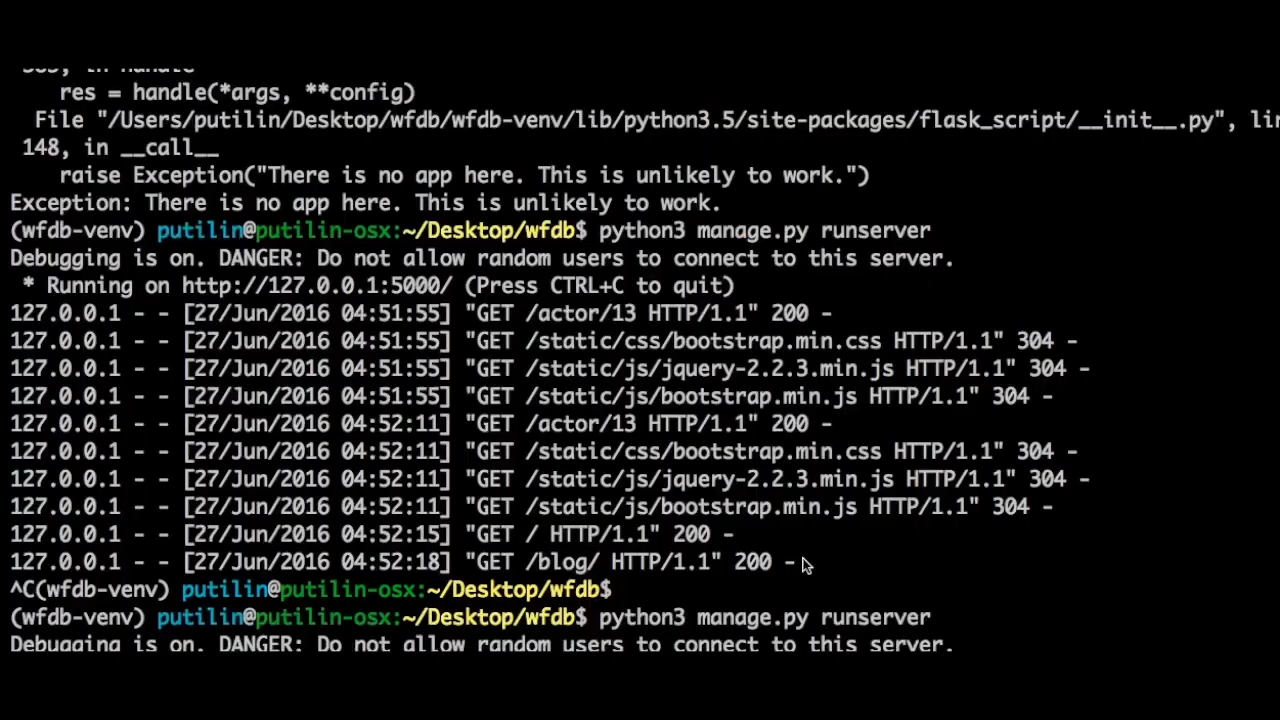 385, in handle
res = handle(*args, **config)
File "/Users/putilin/Desktop/wfdb/wfdb-venv/lib/python3.5/site-packages/flask_script/__init__.py", lin
148, in __call__
raise Exception("There is no app here. This is unlikely to work.")
Exception: There is no app here. This is unlikely to work.
(wfdb-venv) putilin@putilin-osx:~/Desktop/wfdb$ python3 manage.py runserver
Debugging is on. DANGER: Do not allow random users to connect to this server.
* Running on http://127.0.0.1:5000/ (Press CTRL+C to quit)
127.0.0.1 - - [27/Jun/2016 04:51:55] "GET /actor/13 HTTP/1.1" 200 -
127.0.0.1 - - [27/Jun/2016 04:51:55] "GET /static/css/bootstrap.min.css HTTP/1.1" 304 -
127.0.0.1 - - [27/Jun/2016 04:51:55] "GET /static/js/jquery-2.2.3.min.js HTTP/1.1" 304 -
127.0.0.1 - - [27/Jun/2016 04:51:55] "GET /static/js/bootstrap.min.js HTTP/1.1" 304 -
127.0.0.1 - - [27/Jun/2016 04:52:11] "GET /actor/13 HTTP/1.1" 200 -
127.0.0.1 - - [27/Jun/2016 04:52:11] "GET /static/css/bootstrap.min.css HTTP/1.1" 304 -
127.0.0.1 - - [27/Jun/2016 04:52:11] "GET /static/js/jquery-2.2.3.min.js HTTP/1.1" 304 -
127.0.0.1 - - [27/Jun/2016 04:52:11] "GET /static/js/bootstrap.min.js HTTP/1.1" 304 -
127.0.0.1 - - [27/Jun/2016 04:52:15] "GET / HTTP/1.1" 200 -
127.0.0.1 - - [27/Jun/2016 04:52:18] "GET /blog/ HTTP/1.1" 200 -
^C(wfdb-venv) putilin@putilin-osx:~/Desktop/wfdb$
(wfdb-venv) putilin@putilin-osx:~/Desktop/wfdb$ python3 manage.py runserver
Debugging is on. DANGER: Do not allow random users to connect to this server.